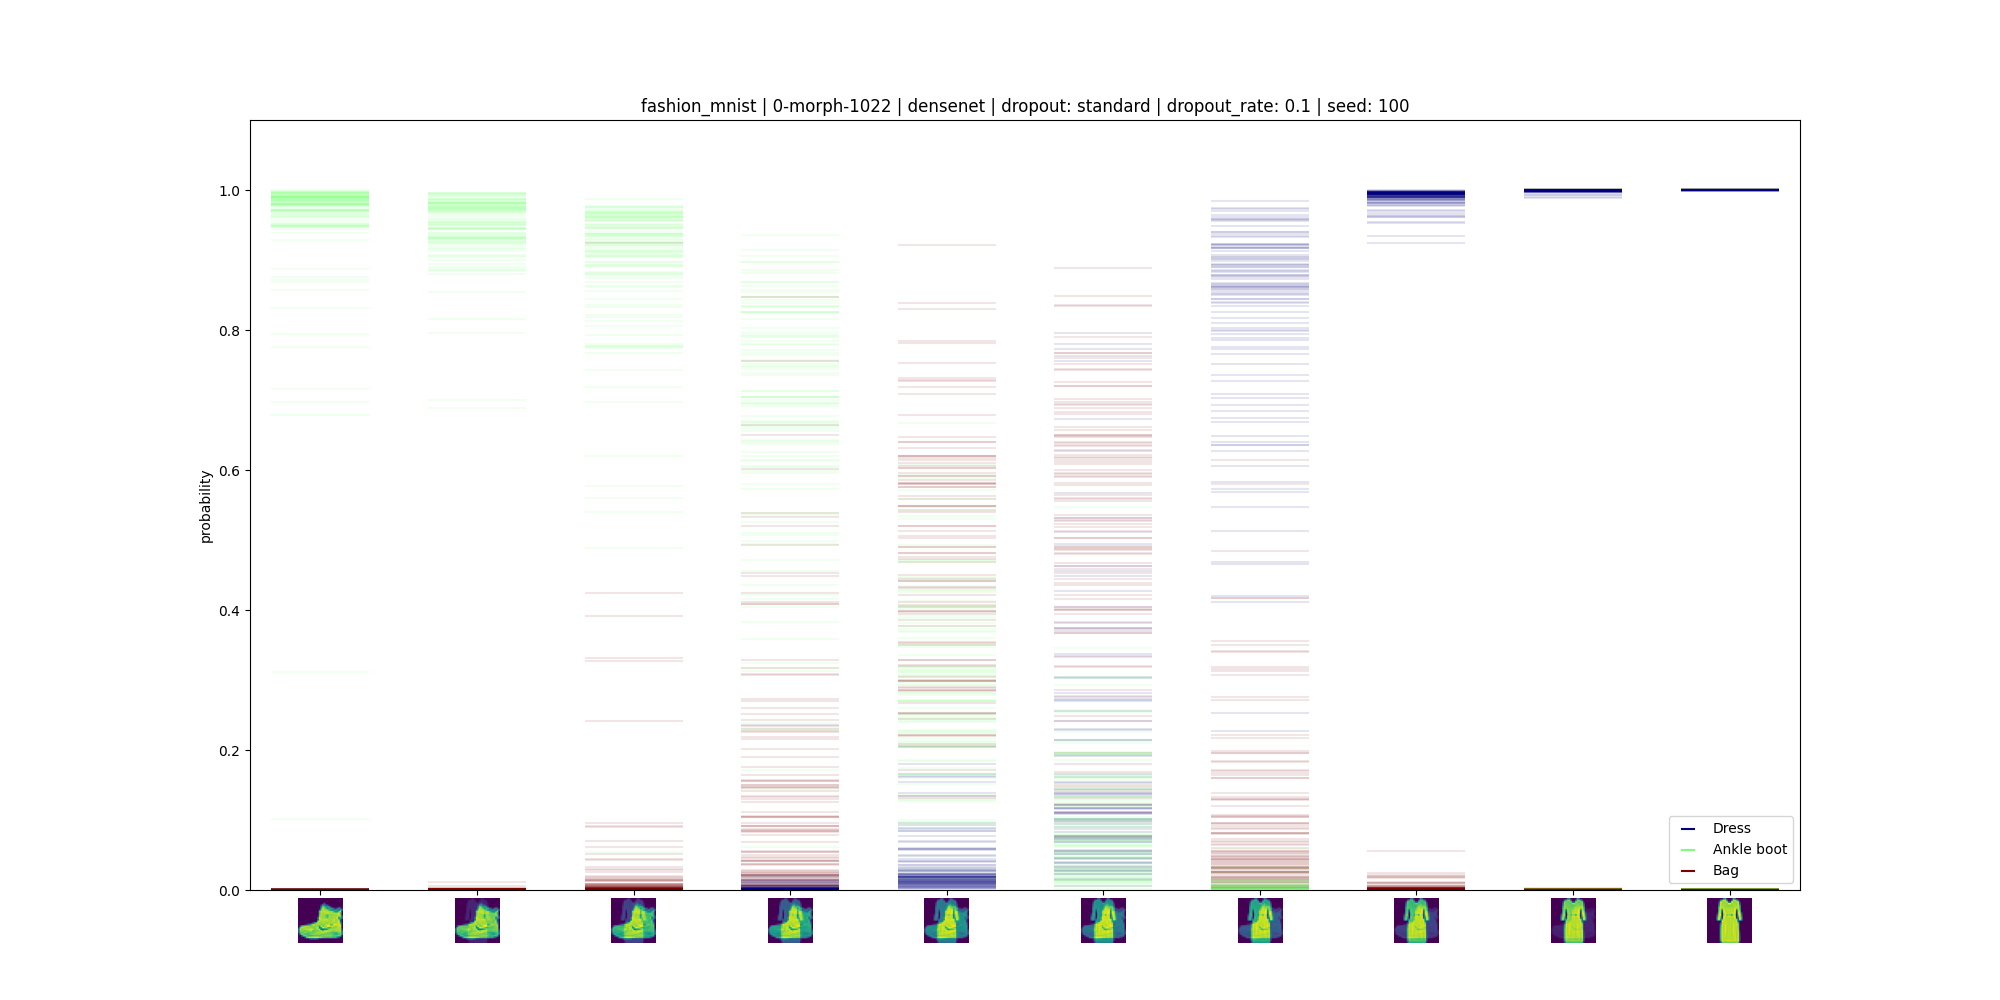 fashion_mnist | 0-morph-1022 | densenet | dropout: standard | dropout_rate: 0.1 | seed: 100
1.0
0.8
0.6
0.4
0.2
0.0
probability
Dress
Ankle boot
Bag